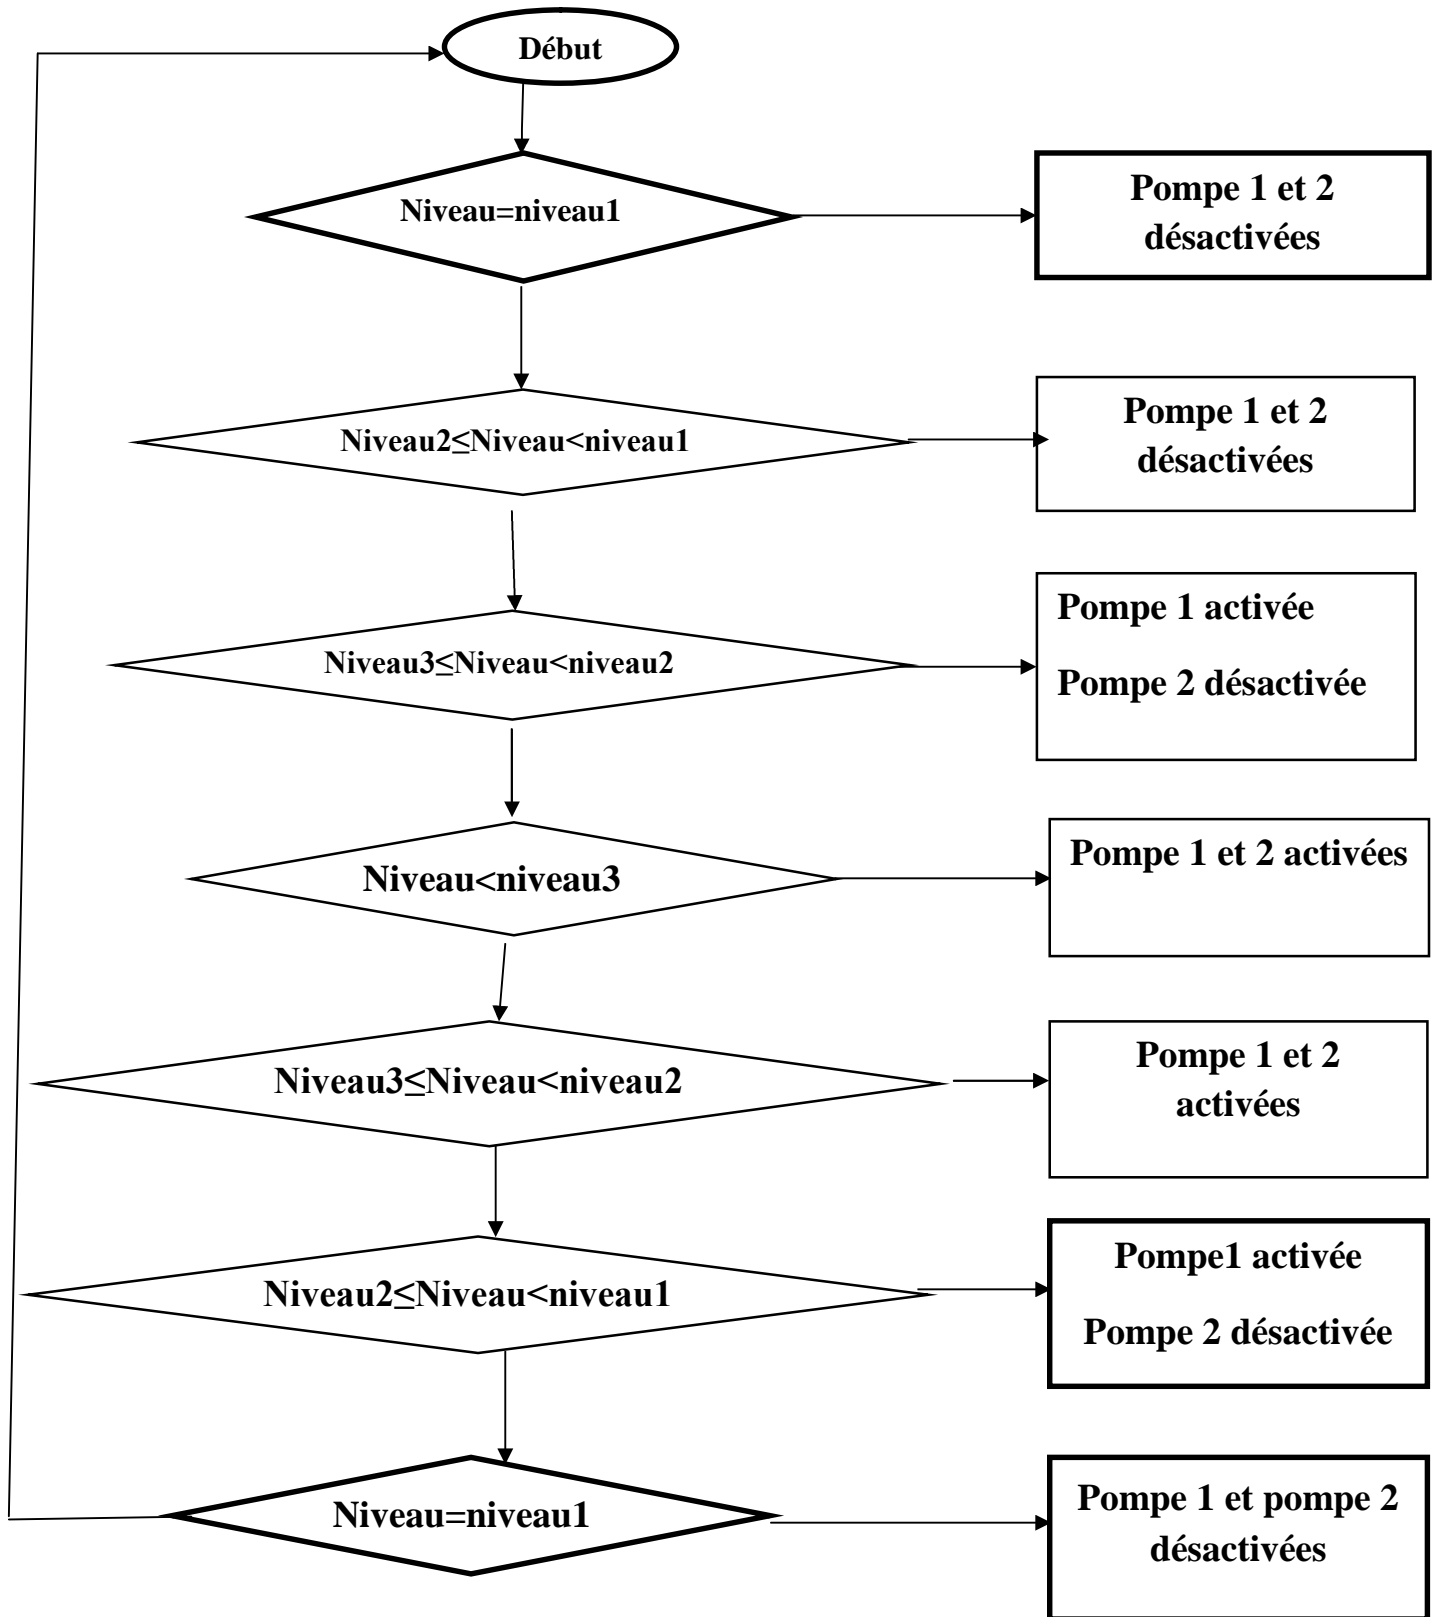 Début
Niveau=niveau1
Pompe 1 et 2
désactivées
Niveau2≤Niveau<niveau1
Pompe 1 et 2
désactivées
Niveau3≤Niveau<niveau2
Pompe 1 activée
Pompe 2 désactivée
Niveau<niveau3
Pompe 1 et 2 activées
Niveau3≤Niveau<niveau2
Pompe 1 et 2
activées
Niveau2≤Niveau<niveau1
Pompe1 activée
Pompe 2 désactivée
Niveau=niveau1
Pompe 1 et pompe 2
désactivées